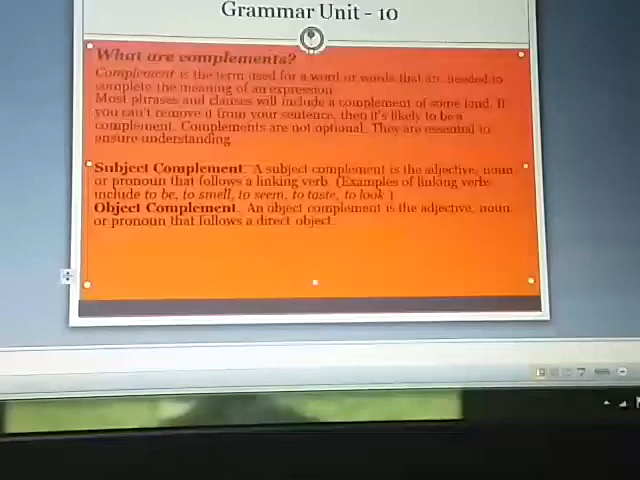 Grammar Unit - 10
What are complements?
Complement is the term used for a word or words that are needed to
complete the meaning of an expression.
Most phrases and clauses will include a complement of some kind. If
you can't remove it from your sentence, then it's likely to be a
complement. Complements are not optional. They are essential to
ensure understanding.
Subject Complement. A subject complement is the adjective, noun
or pronoun that follows a linking verb. (Examples of linking verbs
include to be, to smell, to seem, to taste, to look.)
Object Complement. An object complement is the adjective, noun
or pronoun that follows a direct object.